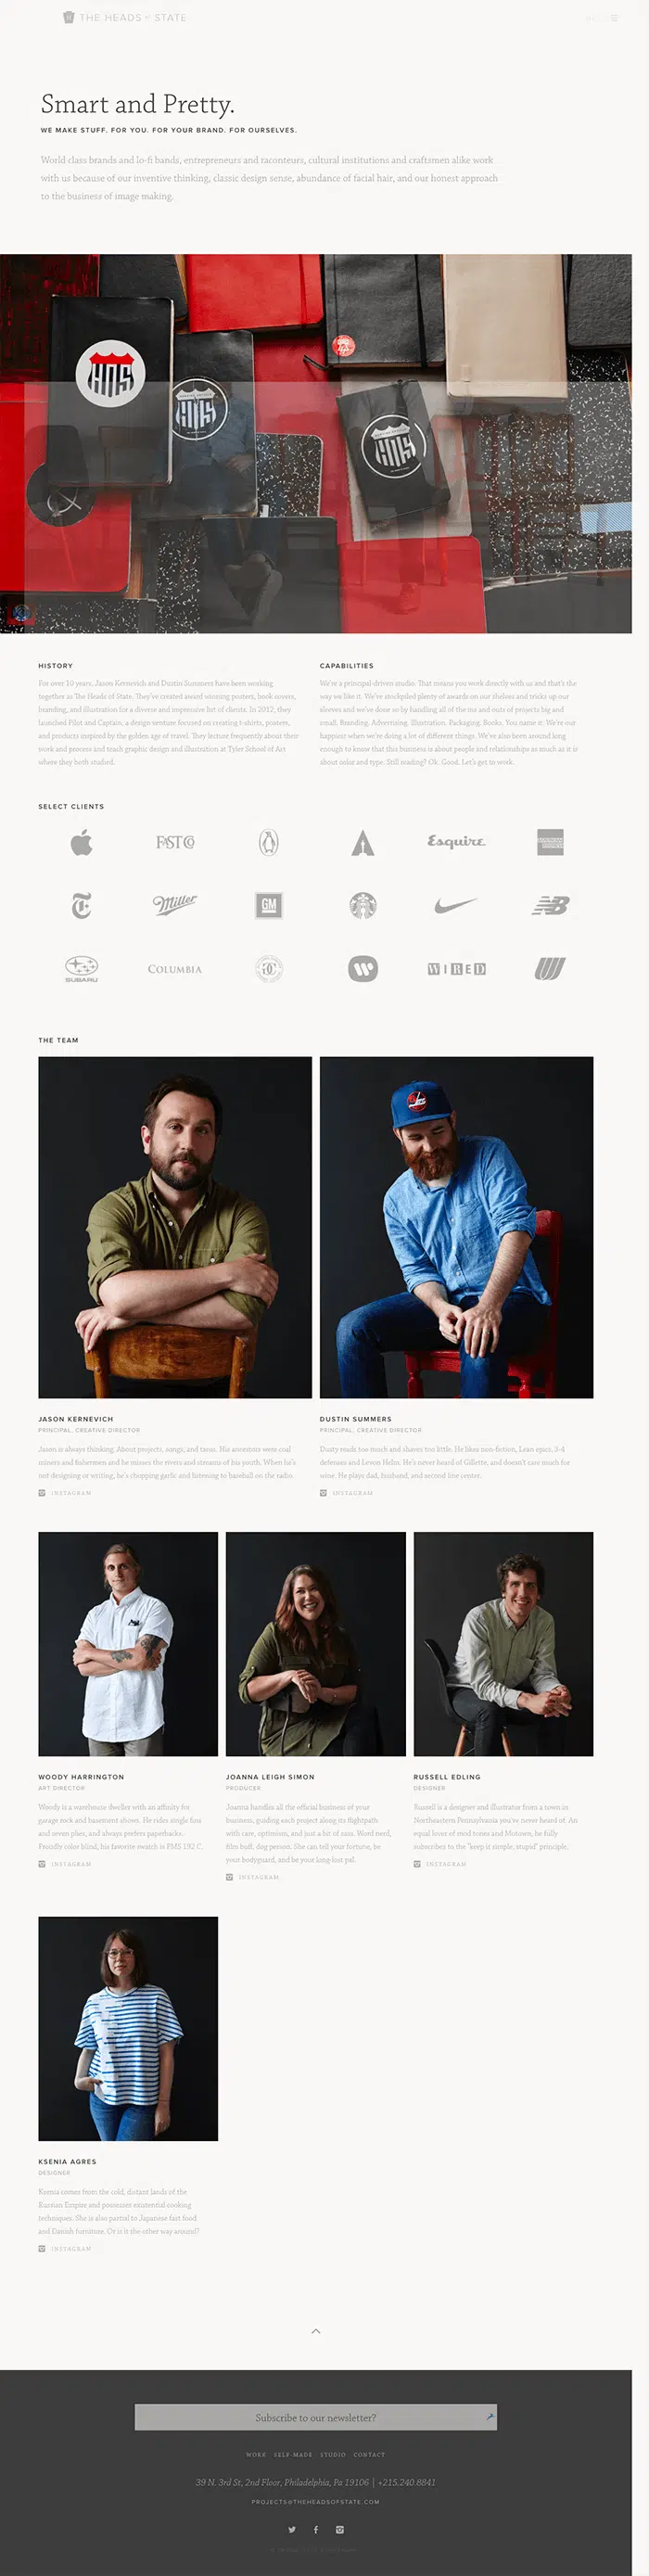 THE HEADS OF STATE
Smart and Pretty.
WE MAKE STUFF. FOR YOU. FOR YOUR BRAND. FOR OURSELVES.
World class brands and lo-fi bands, entrepreneurs and raconteurs, cultural institutions and craftsmen alike work
with us because of our inventive thinking, classic design sense, abundance of facial hair, and our honest approach
to the business of image making.
HISTORY
For over 10 years, Jason Kernevich and Dustin Summers have been working
together as The Heads of State. They've created award winning posters, book covers,
branding, and illustration for a diverse and impressive list of clients. In 2012, they
launched Pilot and Captain, a design venture focused on creating t-shirts, posters,
and products inspired by the golden age of travel. They lecture frequently about their
work and process and teach graphic design and illustration at Tyler School of Art
where they both studied.
CAPABILITIES
We're a principal-driven studio. That means you work directly with us and that's the
way we like it. We've stockpiled plenty of awards on our shelves and tricks up our
sleeves and we've done so by handling all of the ins and outs of projects big and
small. Branding. Advertising. Illustration. Packaging. Books. You name it: We're our
happiest when we're doing a lot of different things. We've also been around long
enough to know that this business is about people and relationships as much as it is
about color and type. Still reading? Ok. Good. Let's get to work.
SELECT CLIENTS
FAST CO
Esquire
Miller
GM
SUBARU
COLUMBIA
WIRED
THE TEAM
JASON KERNEVICH
PRINCIPAL, CREATIVE DIRECTOR
Jason is always thinking. About projects, songs, and tacos. His ancestors were coal
miners and fishermen and he misses the rivers and streams of his youth. When he's
not designing or writing, he's chopping garlic and listening to baseball on the radio.
INSTAGRAM
DUSTIN SUMMERS
PRINCIPAL, CREATIVE DIRECTOR
Dusty reads too much and shaves too little. He likes non-fiction, Lean epics, 3-4
defenses and Levon Helm. He's never heard of Gillette, and doesn't care much for
wine. He plays dad, husband, and second line center.
INSTAGRAM
WOODY HARRINGTON
ART DIRECTOR
Woody is a warehouse dweller with an affinity for
garage rock and basement shows. He rides single fins
and seven plies, and always prefers paperbacks.
Proudly color blind, his favorite swatch is PMS 192 C.
INSTAGRAM
JOANNA LEIGH SIMON
PRODUCER
Joanna handles all the official business of your
business, guiding each project along its flightpath
with care, optimism, and just a bit of sass. Word nerd,
film buff, dog person. She can tell your fortune, be
your bodyguard, and be your long-lost pal.
INSTAGRAM
RUSSELL EDLING
DESIGNER
Russell is a designer and illustrator from a town in
Northeastern Pennsylvania you've never heard of. An
equal lover of mod tones and Motown, he fully
subscribes to the "keep it simple, stupid" principle.
INSTAGRAM
KSENIA AGRES
DESIGNER
Ksenia comes from the cold, distant lands of the
Russian Empire and possesses existential cooking
techniques. She is also partial to Japanese fast food
and Danish furniture. Or is it the other way around?
INSTAGRAM
Subscribe to our newsletter?
WORK SELF-MADE STUDIO CONTACT
39 N. 3rd St, 2nd Floor, Philadelphia, Pa 19106 | +215.240.8841
PROJECTS@THEHEADSOFSTATE.COM